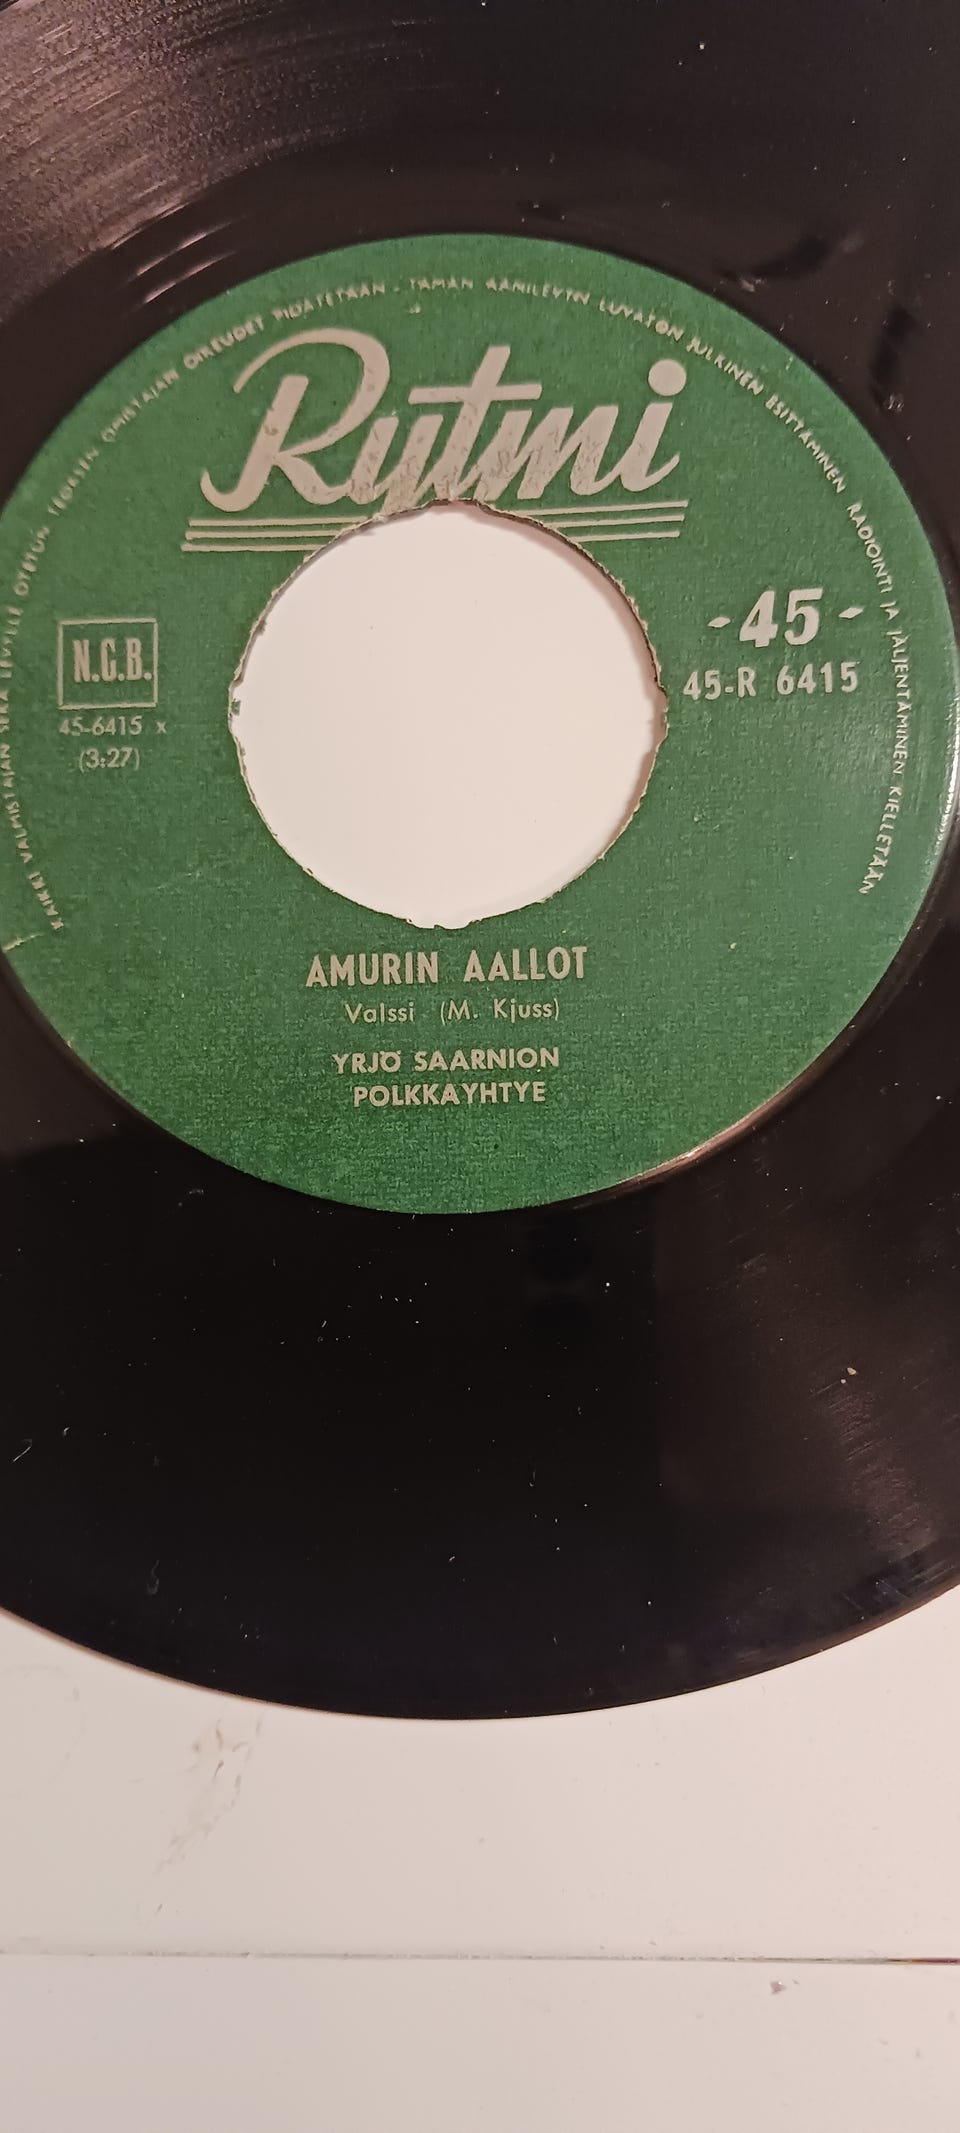 KAIKKI VALMISTAJAN SEKÄ LEVYLLE OTETUN TEOKSEN OMISTAJAN OIKEUDET PIDÄTETÄÄN - TÄMÄN ÄÄNILEVYN LUVATON JULKINEN ESITTÄMINEN RADIOINTI JA JÄLJENTÄMINEN KIELLETÄÄN
Rytmi
-45-
45-R 6415
N.C.B.
45-6415 x
(3:27)
AMURIN AALLOT
Valssi (M. Kjuss)
YRJÖ SAARNION
POLKKAYHTYE